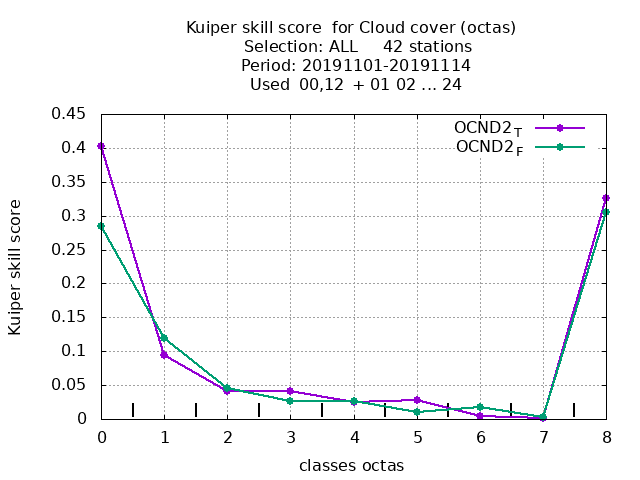 Kuiper skill score  for Cloud cover (octas)
Selection: ALL     42 stations
Period: 20191101-20191114
Used  00,12  + 01 02 ... 24
OCND2 T
OCND2 F
Kuiper skill score
0.45
0.4
0.35
0.3
0.25
0.2
0.15
0.1
0.05
0
0 1 2 3 4 5 6 7 8
classes octas